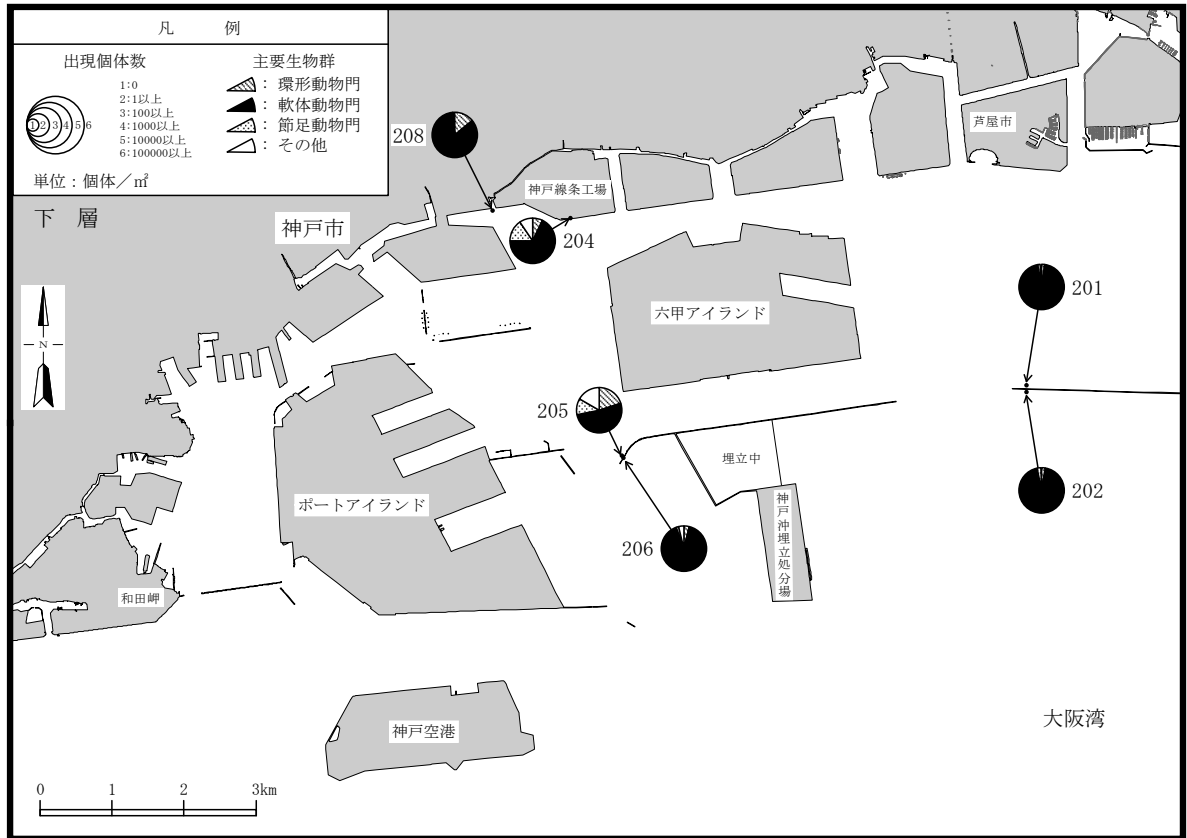 凡 例
出現個体数
1:0
2:1以上
3:100以上
4:1000以上
5:10000以上
6:100000以上
1 2 3 4 5 6
単位：個体／㎡
主要生物群
：環形動物門
：軟体動物門
：節足動物門
：その他
下 層
N
208
神戸市
神戸線条工場
204
芦屋市
六甲アイランド
201
205
埋立中
202
ポートアイランド
神戸沖埋立処分場
206
和田岬
神戸空港
大阪湾
0 1 2 3km